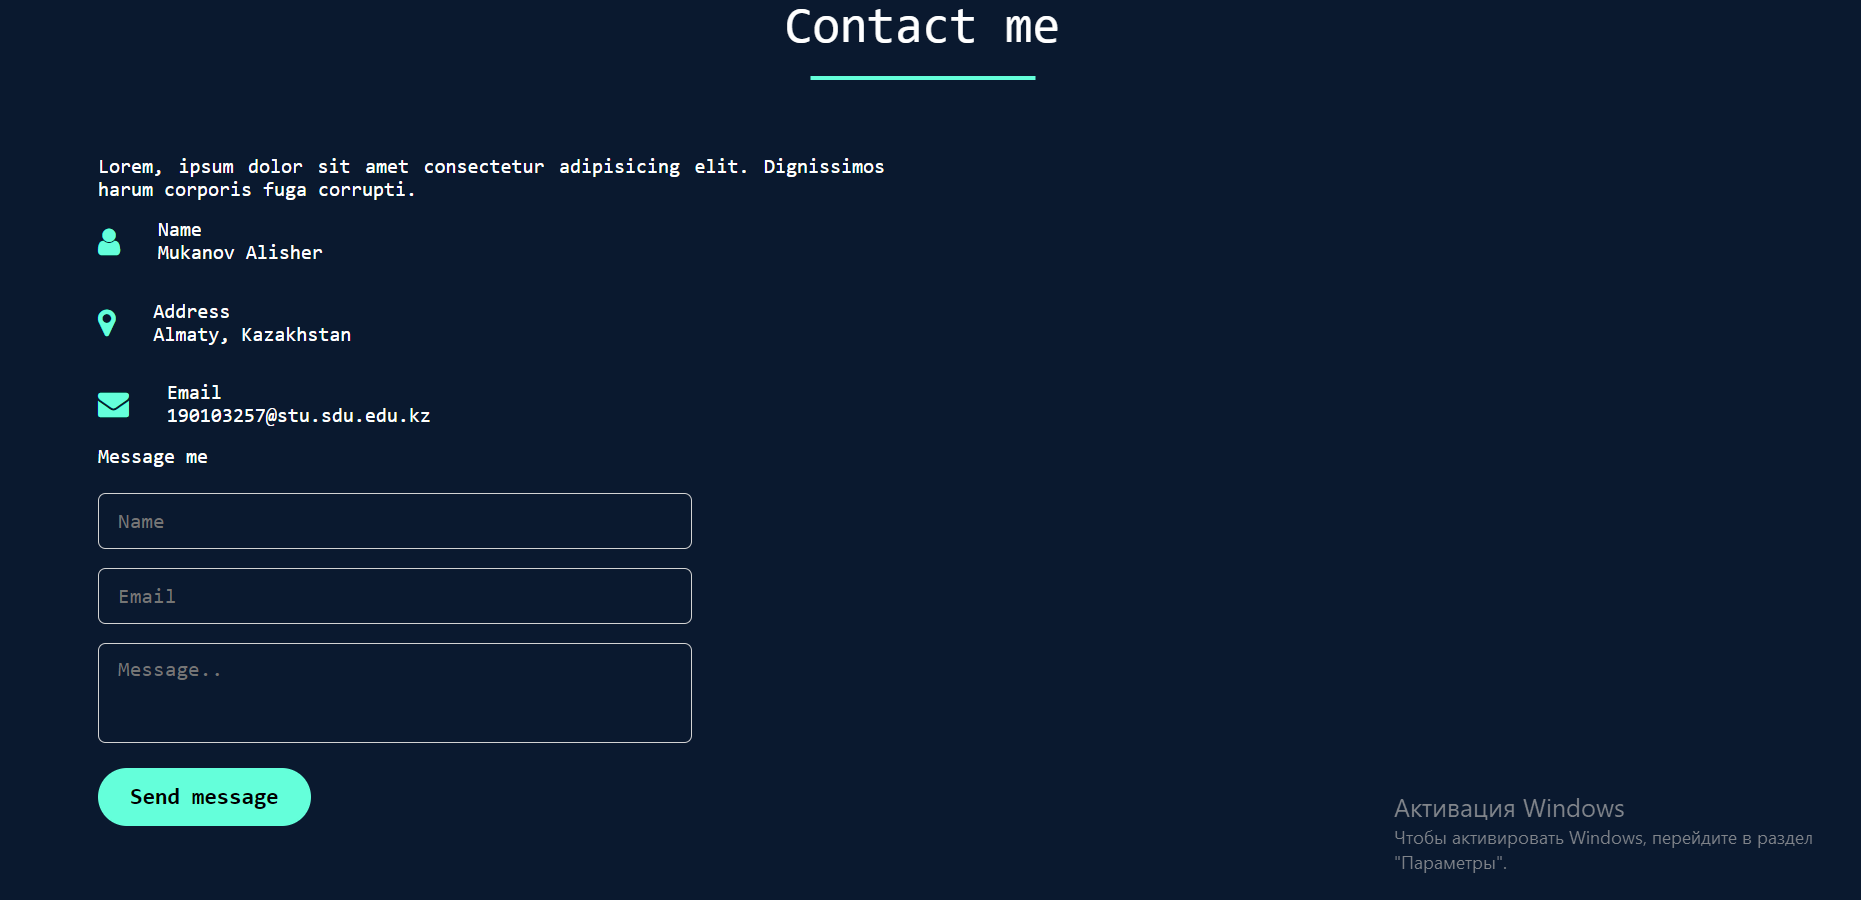 Contact me
Lorem, ipsum dolor sit amet consectetur adipisicing elit. Dignissimos
harum corporis fuga corrupti.
Name
Mukanov Alisher
Address
Almaty, Kazakhstan
Email
190103257@stu.sdu.edu.kz
Message me
Name
Email
Message..
Send message
Активация Windows
Чтобы активировать Windows, перейдите в раздел
"Параметры".